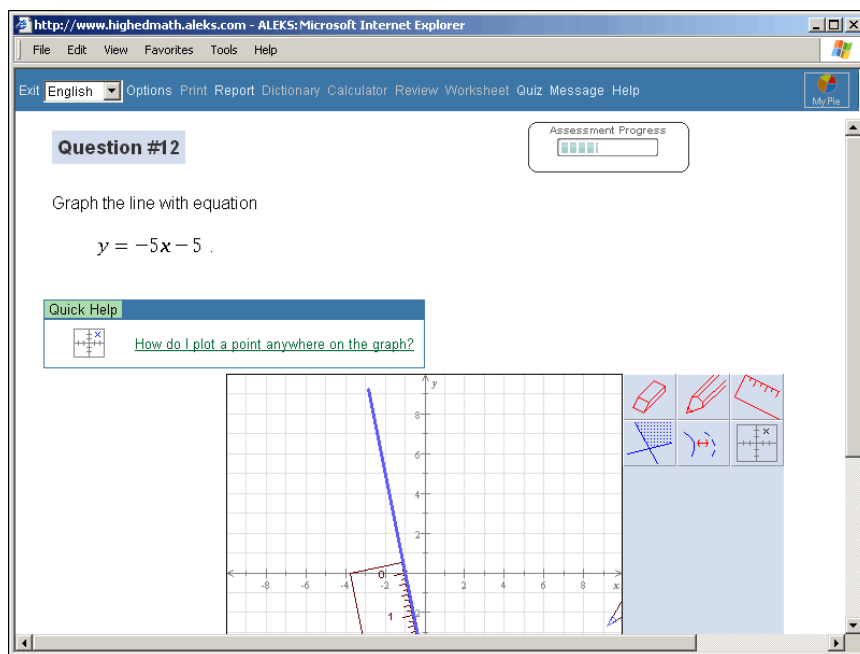 http://www.highedmath.aleks.com - ALEKS: Microsoft Internet Explorer
File Edit View Favorites Tools Help
Exit English Options Print Report Dictionary Calculator Review Worksheet Quiz Message Help
My Pie
Assessment Progress
Question #12
Graph the line with equation
y = −5x − 5 .
Quick Help
How do I plot a point anywhere on the graph?
y
8
6
4
2
-8 -6 -4 -2 0 2 4 6 8 x
1
-2